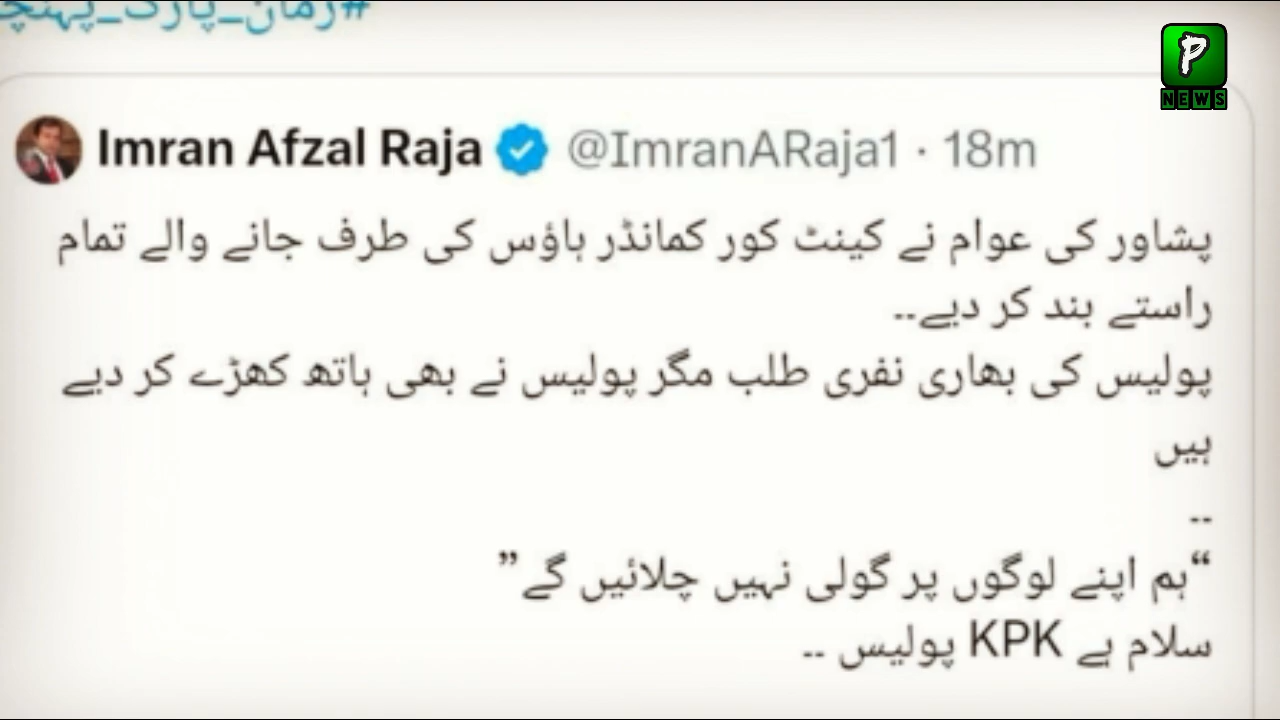 #زمان_پارک_پہنچو
P
NEWS
Imran Afzal Raja @ImranARaja1 · 18m
پشاور کی عوام نے کینٹ کور کمانڈر ہاؤس کی طرف جانے والے تمام
راستے بند کر دیے..
پولیس کی بھاری نفری طلب مگر پولیس نے بھی ہاتھ کھڑے کر دیے
ہیں
..
“ہم اپنے لوگوں پر گولی نہیں چلائیں گے”
سلام ہے KPK پولیس ..